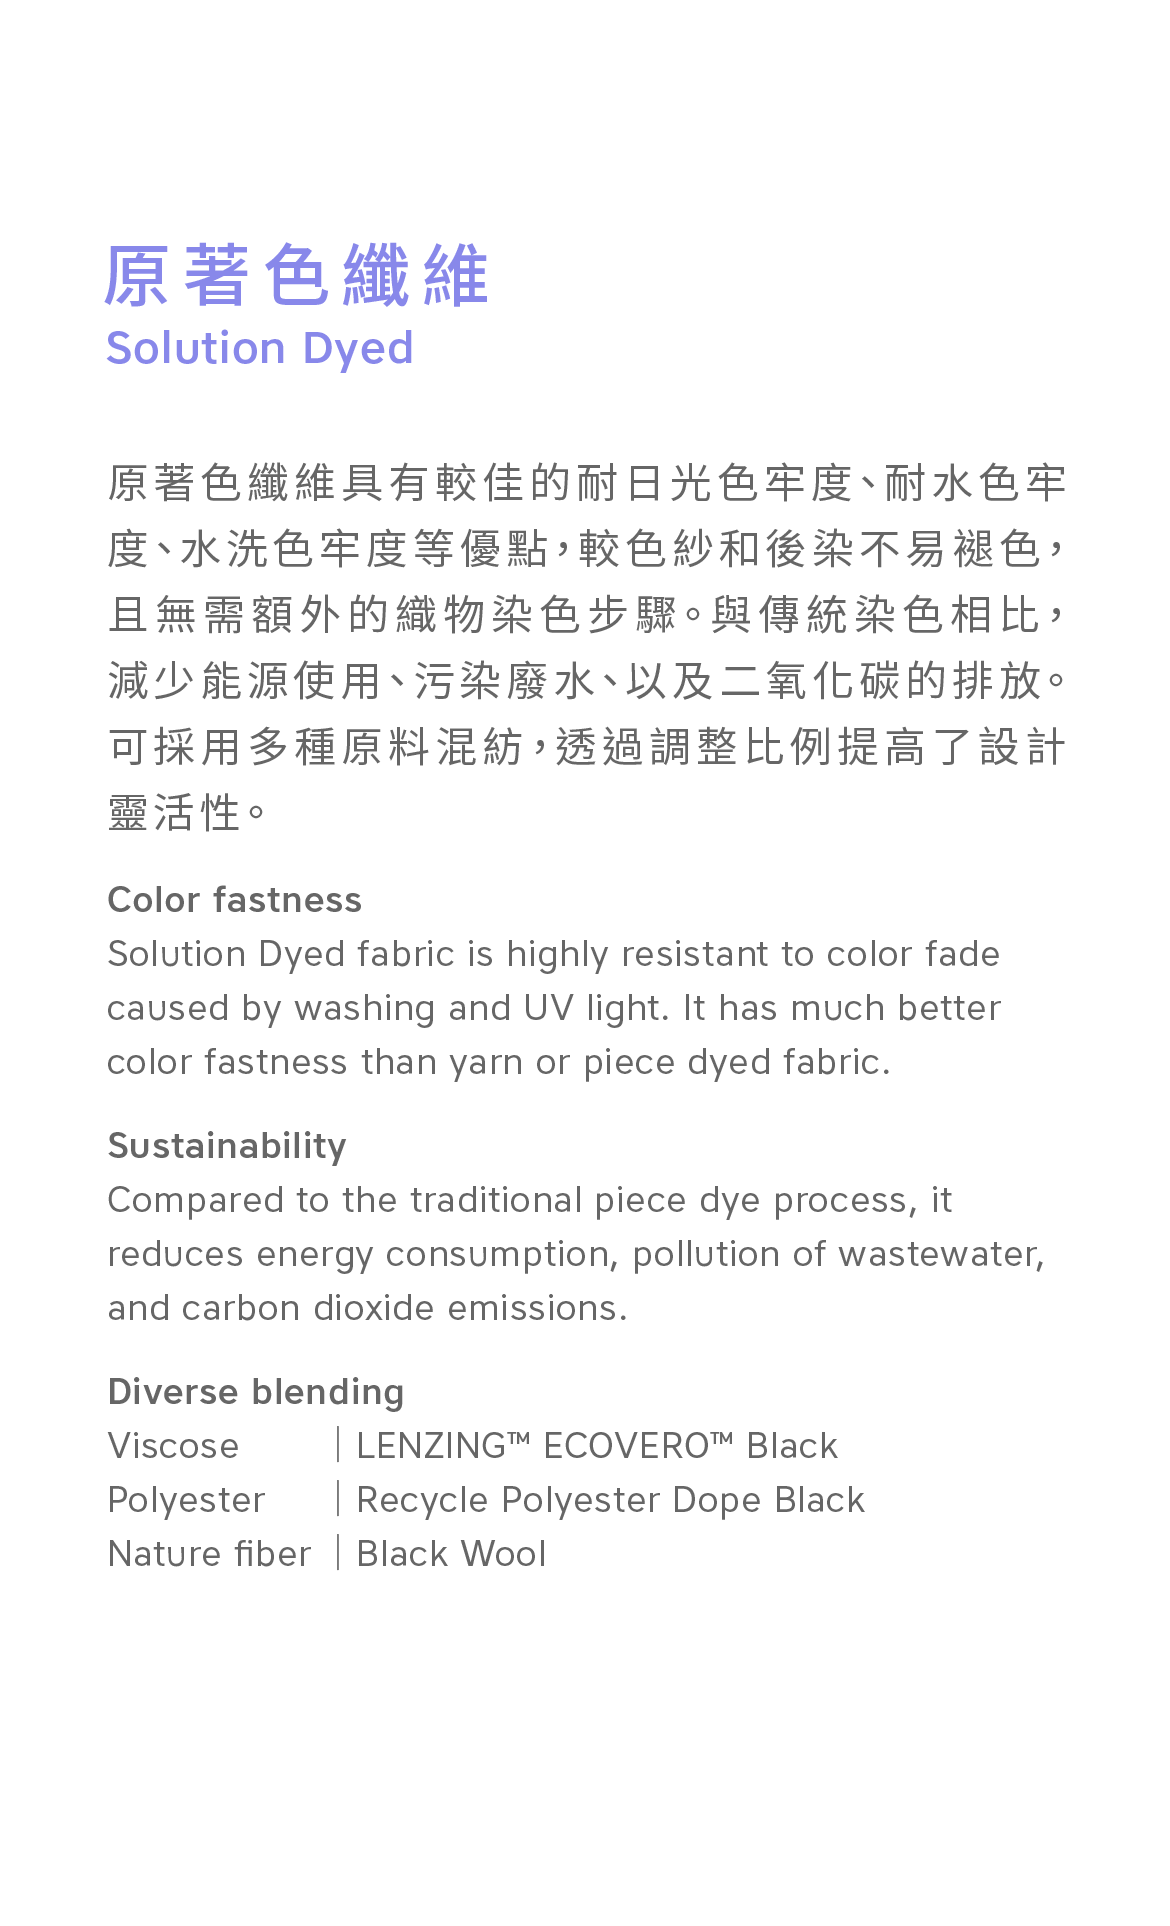 原著色纖維
Solution Dyed
原著色纖維具有較佳的耐日光色牢度、耐水色牢
度、水洗色牢度等優點，較色紗和後染不易褪色，
且無需額外的織物染色步驟。與傳統染色相比，
減少能源使用、污染廢水、以及二氧化碳的排放。
可採用多種原料混紡，透過調整比例提高了設計
靈活性。
Color fastness
Solution Dyed fabric is highly resistant to color fade
caused by washing and UV light. It has much better
color fastness than yarn or piece dyed fabric.
Sustainability
Compared to the traditional piece dye process, it
reduces energy consumption, pollution of wastewater,
and carbon dioxide emissions.
Diverse blending
Viscose | LENZING™ ECOVERO™ Black
Polyester | Recycle Polyester Dope Black
Nature fiber | Black Wool